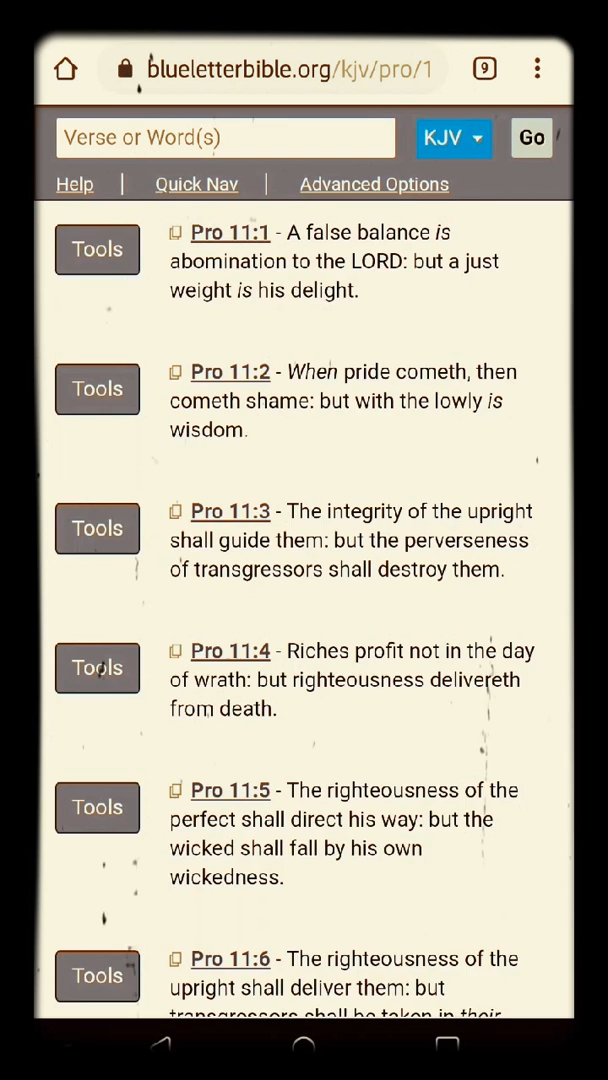 blueletterbible.org/kjv/pro/1
9
Verse or Word(s)
KJV
Go
Help | Quick Nav | Advanced Options
Tools
Pro 11:1 - A false balance is
abomination to the LORD: but a just
weight is his delight.
Tools
Pro 11:2 - When pride cometh, then
cometh shame: but with the lowly is
wisdom.
Tools
Pro 11:3 - The integrity of the upright
shall guide them: but the perverseness
of transgressors shall destroy them.
Tools
Pro 11:4 - Riches profit not in the day
of wrath: but righteousness delivereth
from death.
Tools
Pro 11:5 - The righteousness of the
perfect shall direct his way: but the
wicked shall fall by his own
wickedness.
Tools
Pro 11:6 - The righteousness of the
upright shall deliver them: but
transgressors shall be taken in their